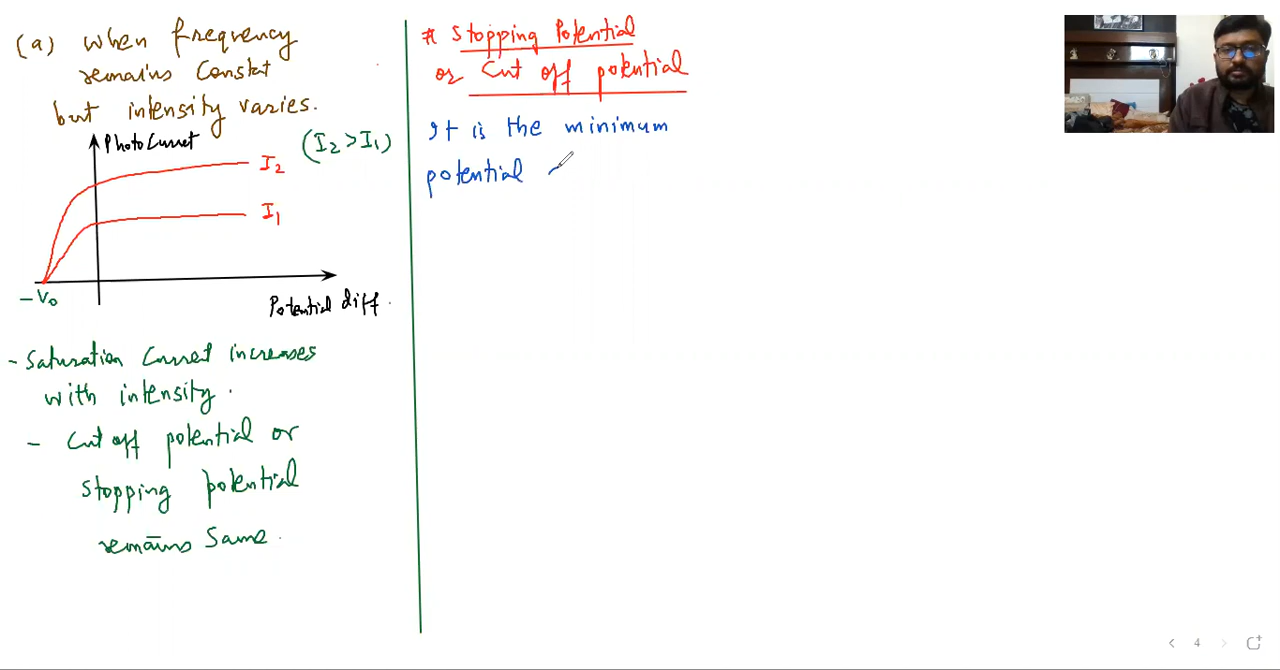 (a) when frequency
remains Constat
but intensity varies.
Photo Current
(I2 > I1)
I2
I1
-V0
Potential diff.
- Saturation Current increases
with intensity.
- Cut off potential or
stopping potential
remains Same.
# Stopping Potential
or Cut off potential
It is the minimum
potential
4